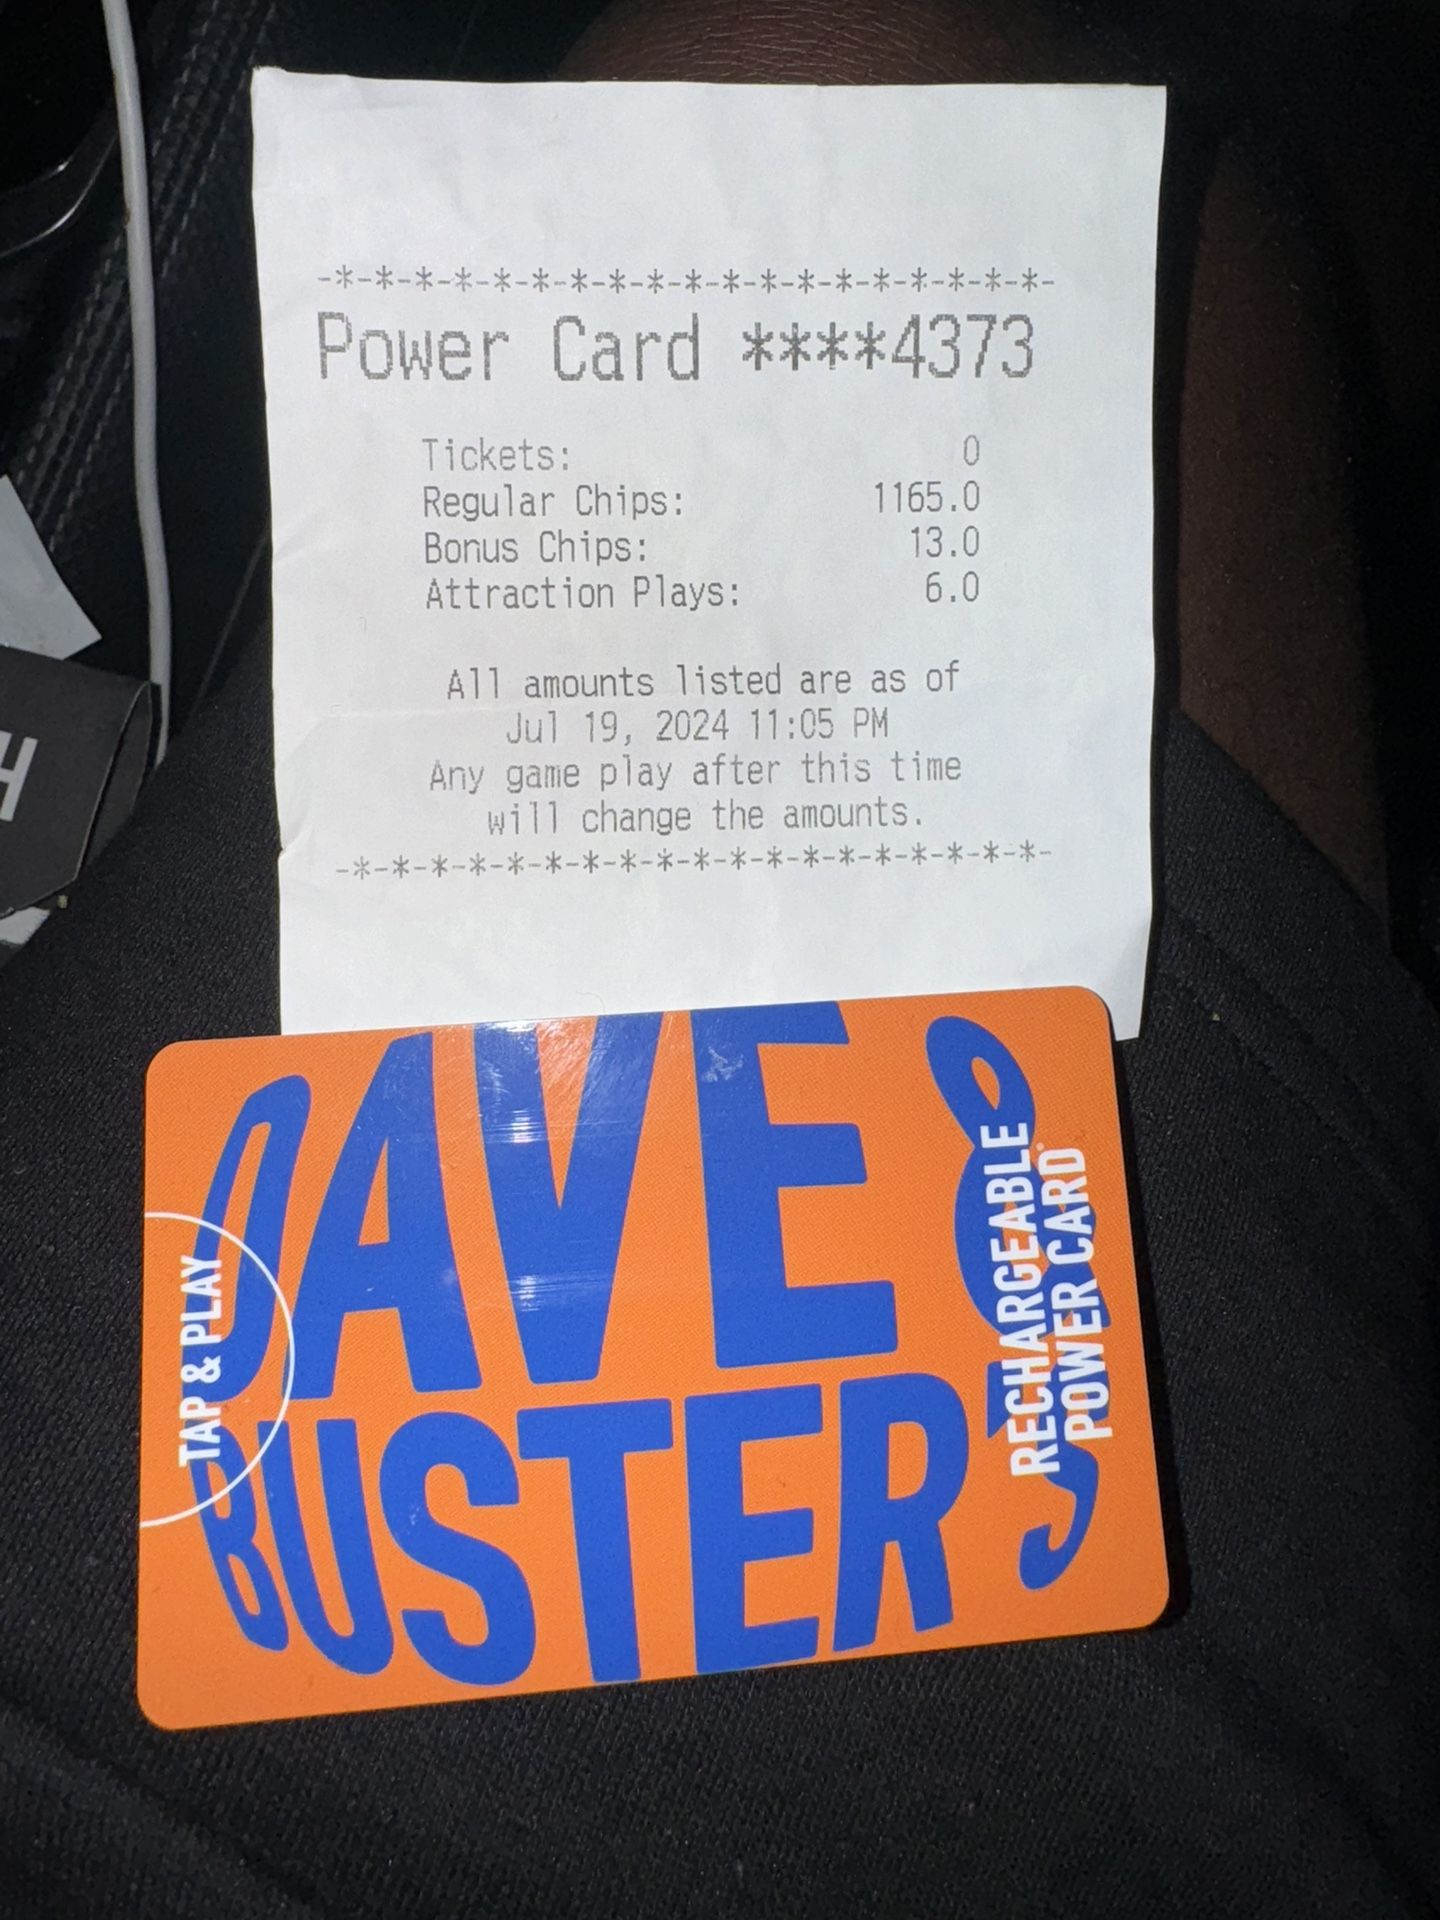 -*-*-*-*-*-*-*-*-*-*-*-*-*-*-*-*-*-*-*-
Power Card ****4373
Tickets: 0
Regular Chips: 1165.0
Bonus Chips: 13.0
Attraction Plays: 6.0
All amounts listed are as of
Jul 19, 2024 11:05 PM
Any game play after this time
will change the amounts.
-*-*-*-*-*-*-*-*-*-*-*-*-*-*-*-*-*-*-*-
DAVE &
BUSTER'S
TAP & PLAY
RECHARGEABLE
POWER CARD
H